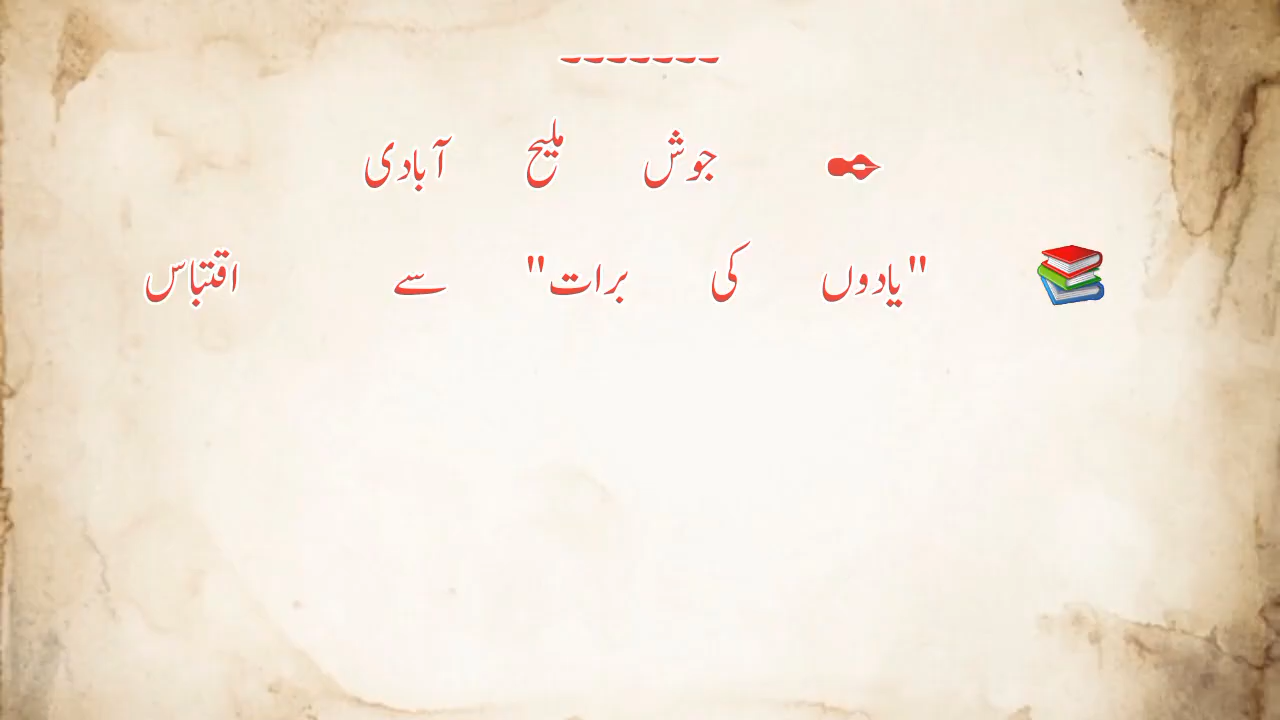 -------
✒ جوش ملیح آبادی
📚 "یادوں کی برات" سے اقتباس